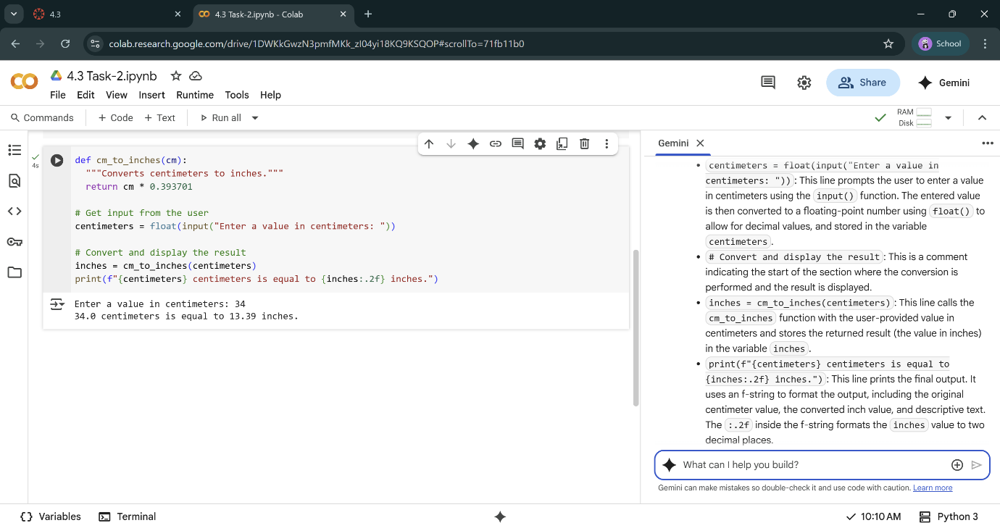 4.3
4.3 Task-2.ipynb - Colab
colab.research.google.com/drive/1DWKkGwzN3pmfMKk_zI04yi18KQ9KSQOP#scrollTo=71fb11b0
School
4.3 Task-2.ipynb
File Edit View Insert Runtime Tools Help
Share
Gemini
Commands + Code + Text Run all
RAM
Disk
4s
def cm_to_inches(cm):
"""Converts centimeters to inches."""
return cm * 0.393701
# Get input from the user
centimeters = float(input("Enter a value in centimeters: "))
# Convert and display the result
inches = cm_to_inches(centimeters)
print(f"{centimeters} centimeters is equal to {inches:.2f} inches.")
Enter a value in centimeters: 34
34.0 centimeters is equal to 13.39 inches.
Gemini
• centimeters = float(input("Enter a value in
centimeters: ")): This line prompts the user to enter a value
in centimeters using the input() function. The entered value
is then converted to a floating-point number using float() to
allow for decimal values, and stored in the variable
centimeters.
• # Convert and display the result: This is a comment
indicating the start of the section where the conversion is
performed and the result is displayed.
• inches = cm_to_inches(centimeters): This line calls the
cm_to_inches function with the user-provided value in
centimeters and stores the returned result (the value in inches)
in the variable inches.
• print(f"{centimeters} centimeters is equal to
{inches:.2f} inches."): This line prints the final output. It
uses an f-string to format the output, including the original
centimeter value, the converted inch value, and descriptive text.
The :.2f inside the f-string formats the inches value to two
decimal places.
What can I help you build?
Gemini can make mistakes so double-check it and use code with caution. Learn more
{} Variables Terminal
10:10 AM Python 3